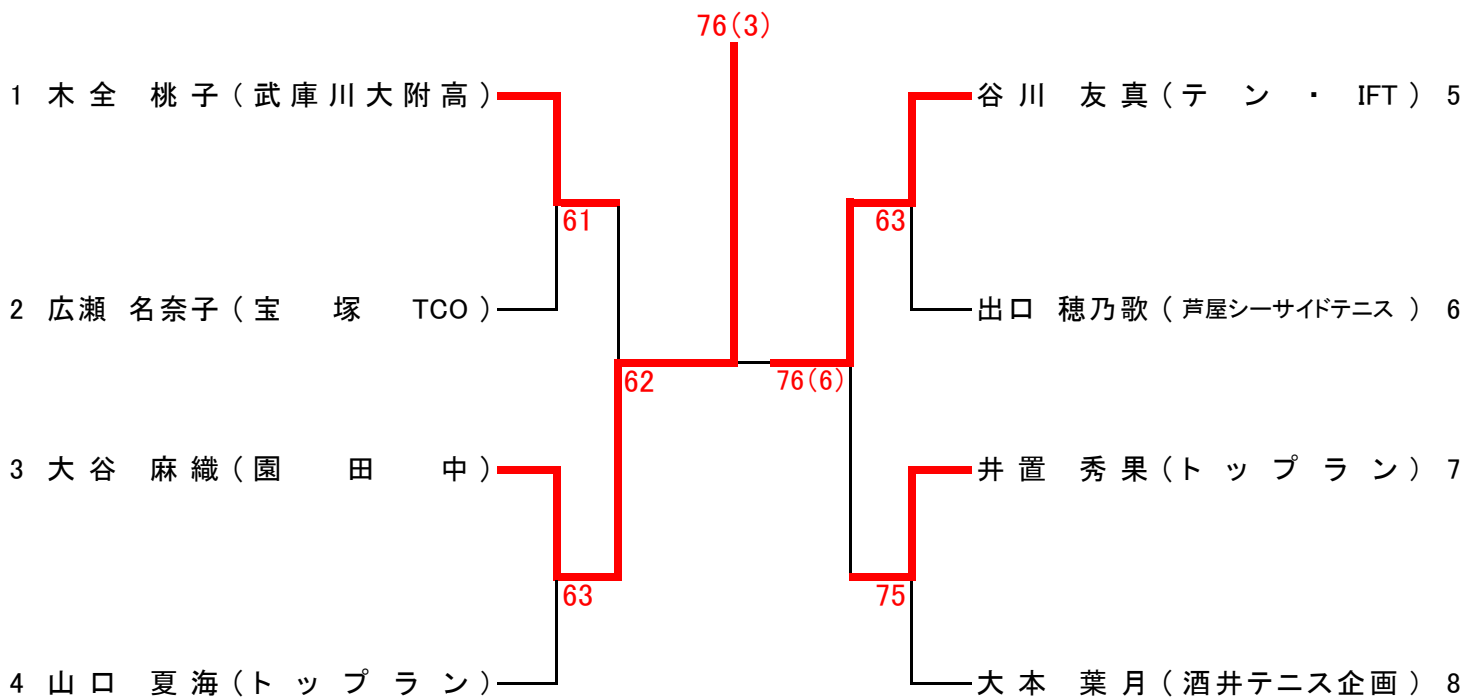 76(3)
1 木全 桃子(武庫川大附高)
谷川 友真(テン・IFT) 5
61
63
2 広瀬 名奈子(宝塚TCO)
出口 穂乃歌(芦屋シーサイドテニス) 6
62
76(6)
3 大谷 麻織(園田中)
井置 秀果(トップラン) 7
63
75
4 山口 夏海(トップラン)
大本 葉月(酒井テニス企画) 8